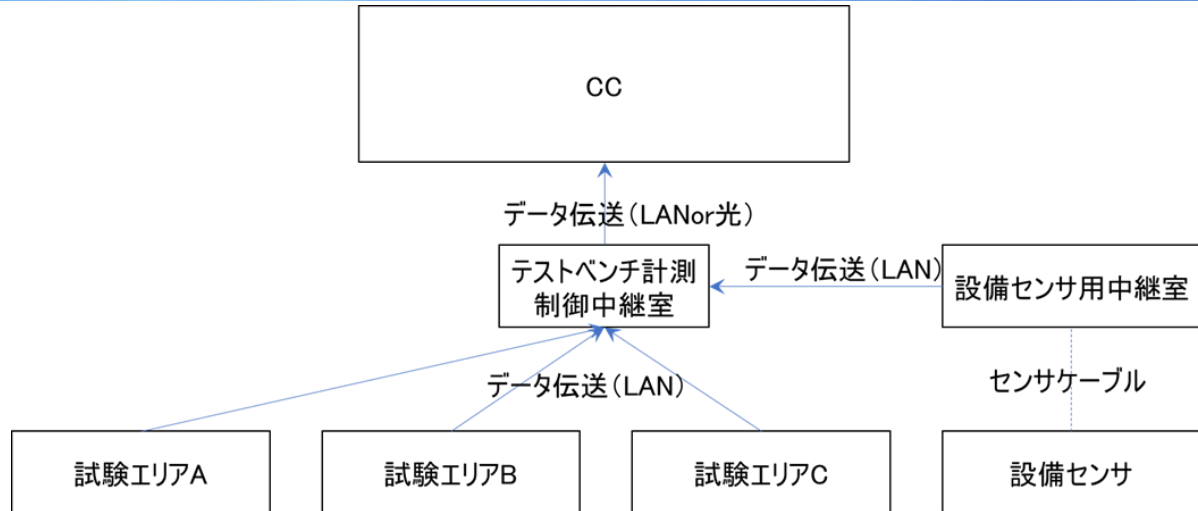 CC
データ伝送（LANor光）
テストベンチ計測
制御中継室
データ伝送（LAN）
設備センサ用中継室
データ伝送（LAN）
センサケーブル
試験エリアA
試験エリアB
試験エリアC
設備センサ